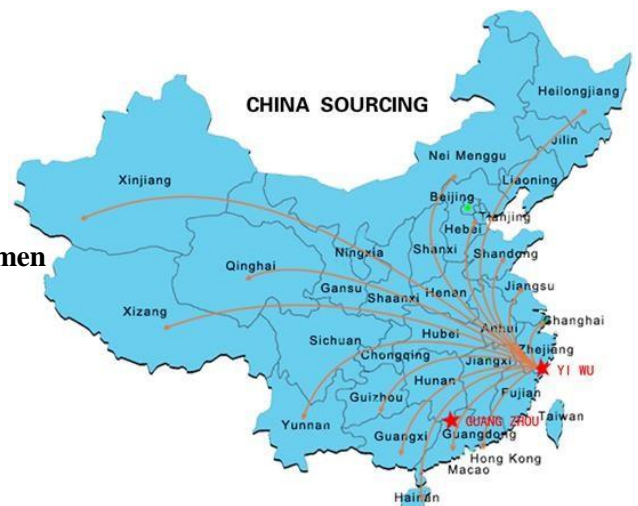 Heilongjiang
CHINA SOURCING
Jilin
Nei Menggu
Liaoning
Xinjiang
Beijing
Tianjing
Hebei
men
Ningxia
Shanxi
Shandong
Qinghai
Gansu
Shaanxi
Henan
Jiangsu
Xizang
Shanghai
Anhui
Hubei
Sichuan
Zhejiang
Chongqing
Jiangxi
YI WU
Hunan
Guizhou
Fujian
Taiwan
Yunnan
GUANG ZHOU
Guangxi
Guangdong
Hong Kong
Macao
Hainan